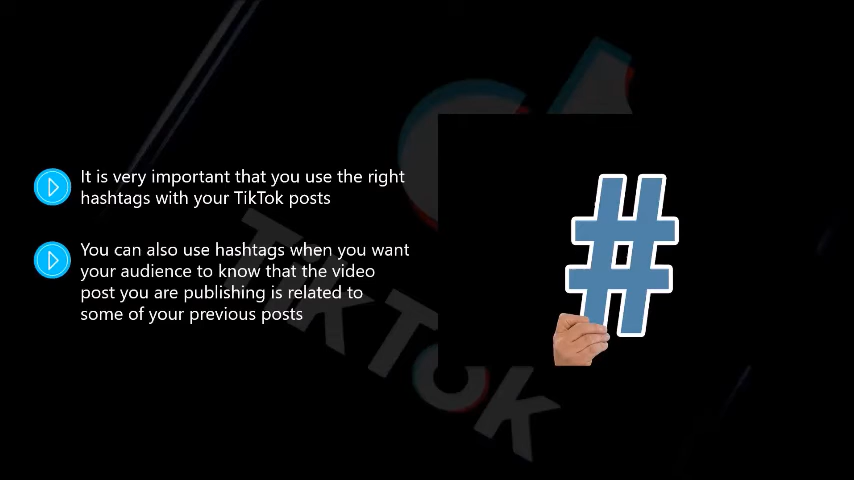 It is very important that you use the right
hashtags with your TikTok posts
You can also use hashtags when you want
your audience to know that the video
post you are publishing is related to
some of your previous posts
#
TikTok